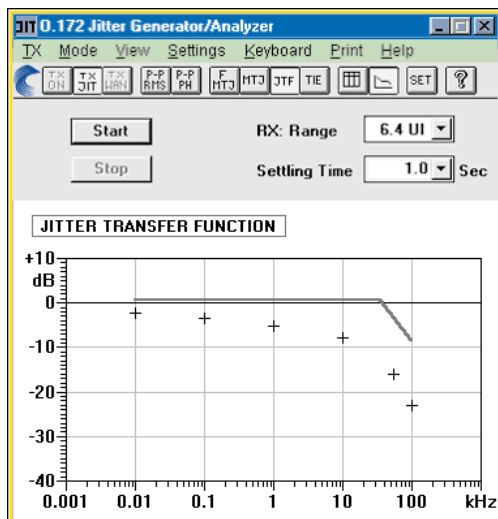 JIT O.172 Jitter Generator/Analyzer
TX Mode View Settings Keyboard Print Help
TX ON TX JIT TX WAN P-P RMS P-P PH F MTJ MTJ JTF TIE SET ?
Start RX: Range 6.4 UI
Stop Settling Time 1.0 Sec
JITTER TRANSFER FUNCTION
+10
dB
0
-10
-20
-30
-40
0.001 0.01 0.1 1 10 100 kHz